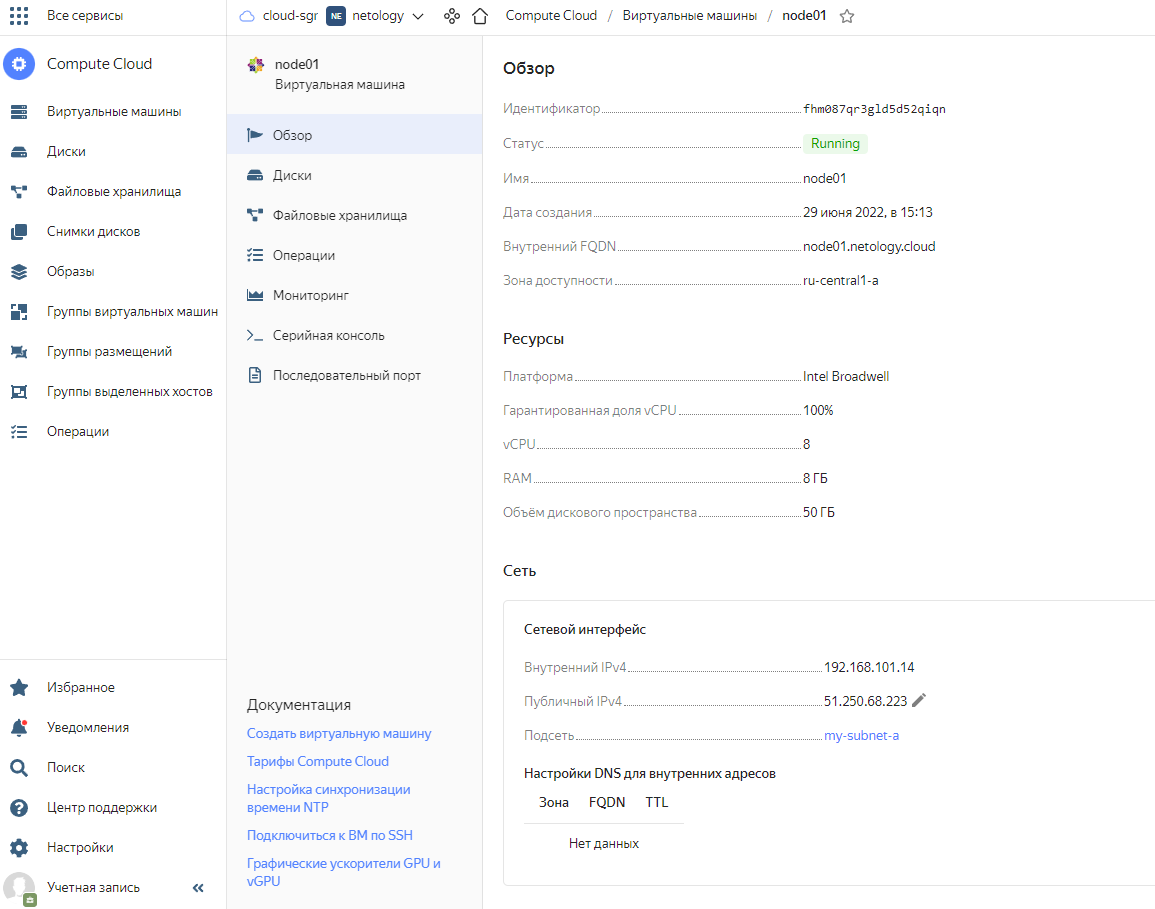 Все сервисы
cloud-sgr NE netology
Compute Cloud / Виртуальные машины / node01
Compute Cloud
Виртуальные машины
Диски
Файловые хранилища
Снимки дисков
Образы
Группы виртуальных машин
Группы размещений
Группы выделенных хостов
Операции
Избранное
Уведомления
Поиск
Центр поддержки
Настройки
Учетная запись
node01
Виртуальная машина
Обзор
Диски
Файловые хранилища
Операции
Мониторинг
Серийная консоль
Последовательный порт
Документация
Создать виртуальную машину
Тарифы Compute Cloud
Настройка синхронизации
времени NTP
Подключиться к ВМ по SSH
Графические ускорители GPU и
vGPU
Обзор
Идентификатор fhm087qr3gld5d52qiqn
Статус Running
Имя node01
Дата создания 29 июня 2022, в 15:13
Внутренний FQDN node01.netology.cloud
Зона доступности ru-central1-a
Ресурсы
Платформа Intel Broadwell
Гарантированная доля vCPU 100%
vCPU 8
RAM 8 ГБ
Объём дискового пространства 50 ГБ
Сеть
Сетевой интерфейс
Внутренний IPv4 192.168.101.14
Публичный IPv4 51.250.68.223
Подсеть my-subnet-a
Настройки DNS для внутренних адресов
Зона FQDN TTL
Нет данных